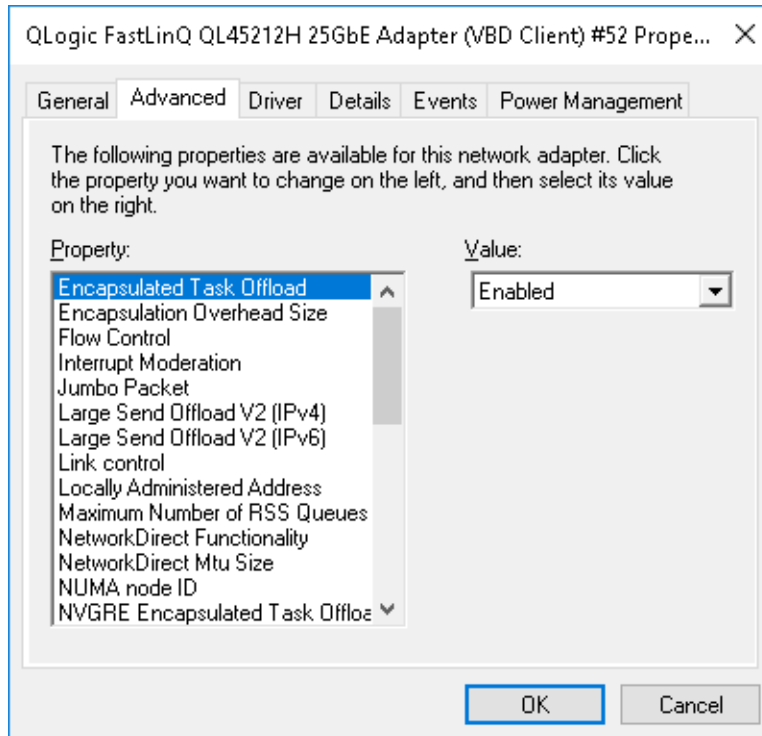 QLogic FastLinQ QL45212H 25GbE Adapter (VBD Client) #52 Prope...
General Advanced Driver Details Events Power Management
The following properties are available for this network adapter. Click
the property you want to change on the left, and then select its value
on the right.
Property:
Encapsulated Task Offload
Encapsulation Overhead Size
Flow Control
Interrupt Moderation
Jumbo Packet
Large Send Offload V2 (IPv4)
Large Send Offload V2 (IPv6)
Link control
Locally Administered Address
Maximum Number of RSS Queues
NetworkDirect Functionality
NetworkDirect Mtu Size
NUMA node ID
NVGRE Encapsulated Task Offloa
Value:
Enabled
OK Cancel